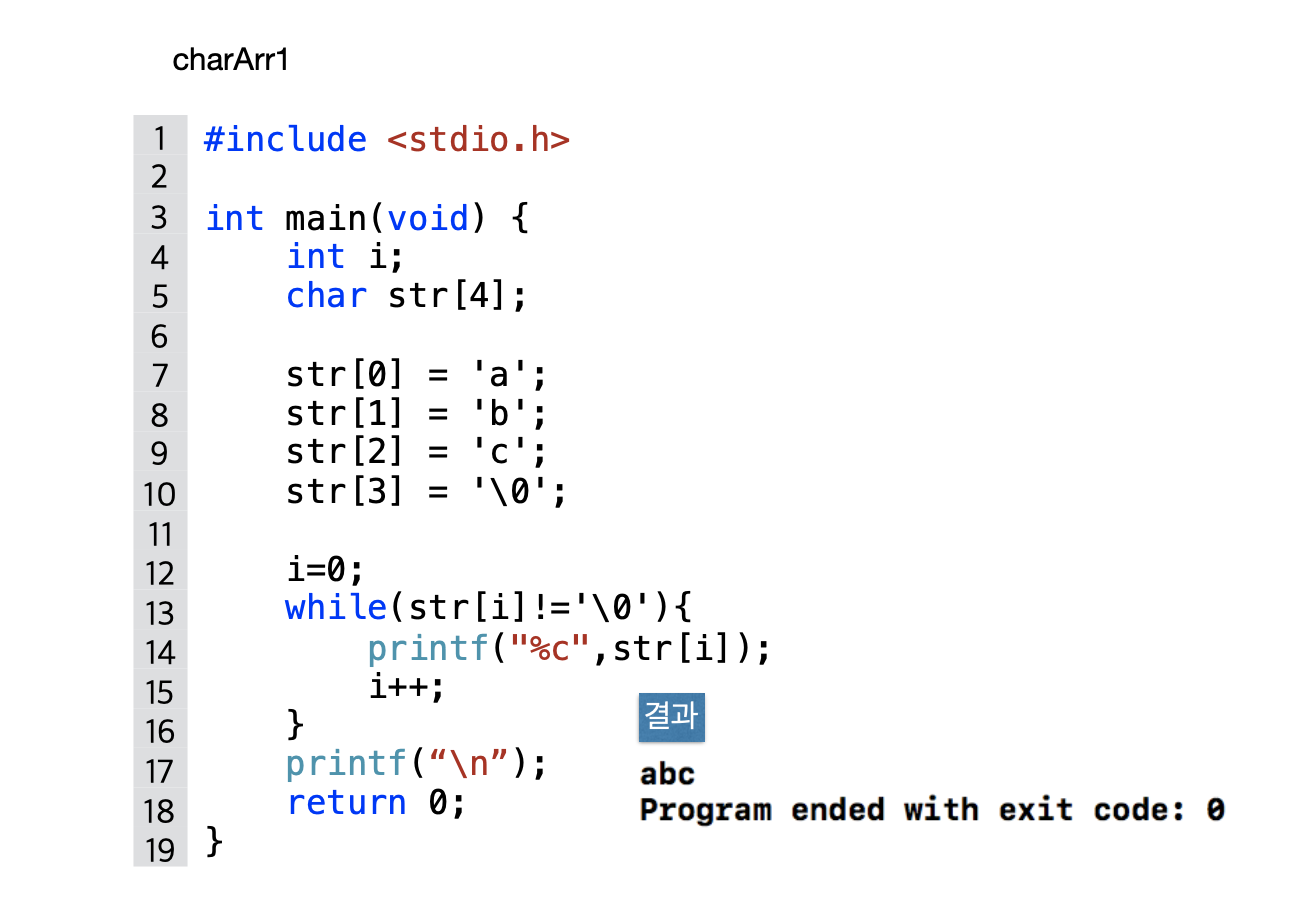 charArr1
1 #include <stdio.h>
2
3 int main(void) {
4     int i;
5     char str[4];
6
7     str[0] = 'a';
8     str[1] = 'b';
9     str[2] = 'c';
10     str[3] = '\0';
11
12     i=0;
13     while(str[i]!='\0'){
14         printf("%c",str[i]);
15         i++;
16     }
17     printf(“\n”);
18     return 0;
19 }
결과
abc
Program ended with exit code: 0